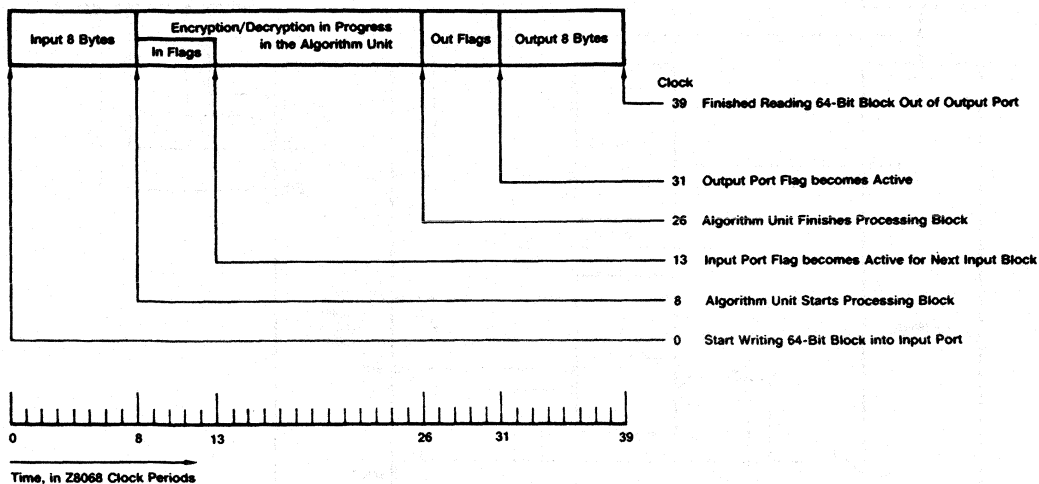 Input 8 Bytes
Encryption/Decryption in Progress
in the Algorithm Unit
In Flags
Out Flags
Output 8 Bytes
Clock
39 Finished Reading 64-Bit Block Out of Output Port
31 Output Port Flag becomes Active
26 Algorithm Unit Finishes Processing Block
13 Input Port Flag becomes Active for Next Input Block
8 Algorithm Unit Starts Processing Block
0 Start Writing 64-Bit Block into Input Port
0 8 13 26 31 39
Time, in Z8068 Clock Periods